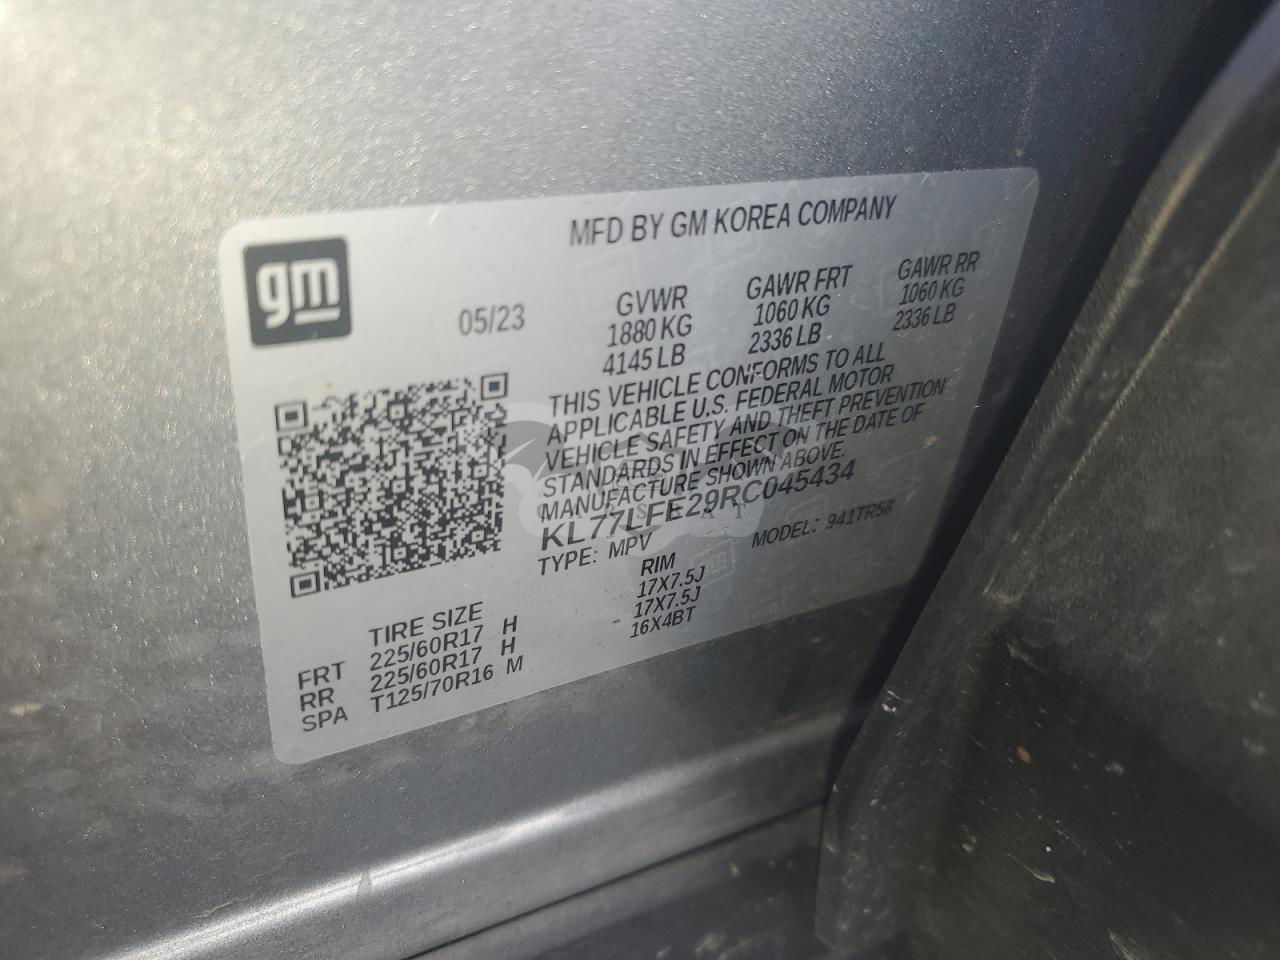 gm
MFD BY GM KOREA COMPANY
05/23
GVWR GAWR FRT GAWR RR
1880 KG 1060 KG 1060 KG
4145 LB 2336 LB 2336 LB
THIS VEHICLE CONFORMS TO ALL
APPLICABLE U.S. FEDERAL MOTOR
VEHICLE SAFETY AND THEFT PREVENTION
STANDARDS IN EFFECT ON THE DATE OF
MANUFACTURE SHOWN ABOVE.
KL77LFE29RC045434
TYPE: MPV MODEL: 941TR58
TIRE SIZE RIM
FRT 225/60R17 H 17X7.5J
RR 225/60R17 H 17X7.5J
SPA T125/70R16 M 16X4BT